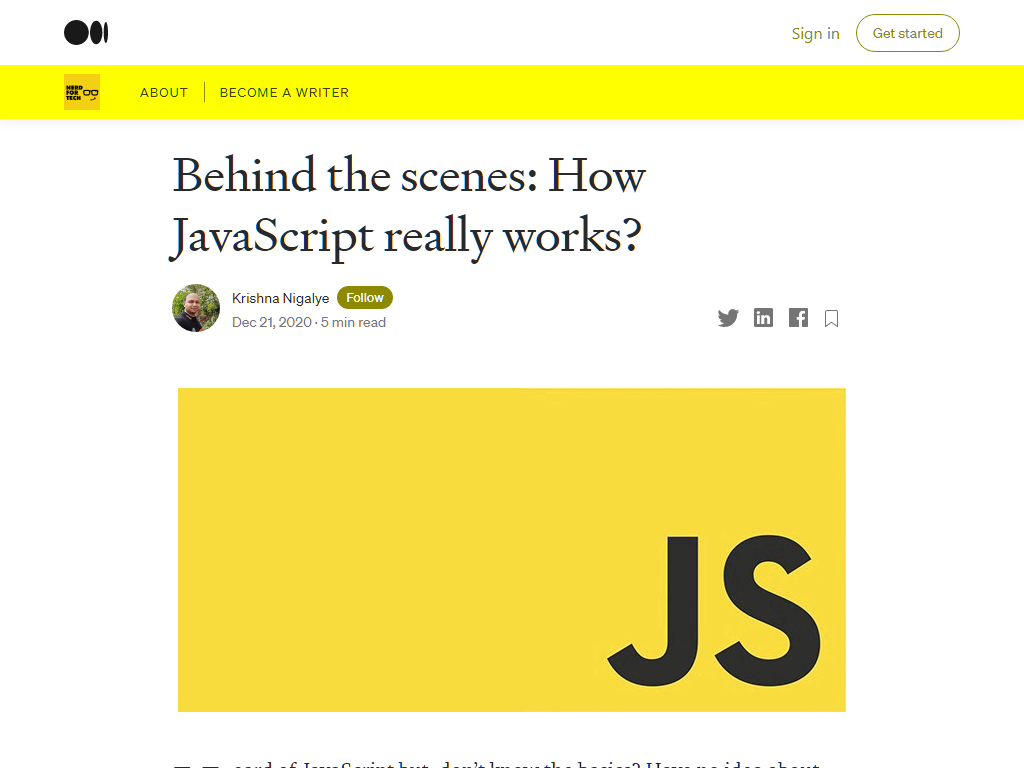 Sign in
Get started
NERD
FOR
TECH
ABOUT
BECOME A WRITER
Behind the scenes: How
JavaScript really works?
Krishna Nigalye
Follow
Dec 21, 2020 · 5 min read
in
f
JS
eard of JavaScript but, don't know the basics? Have no idea about